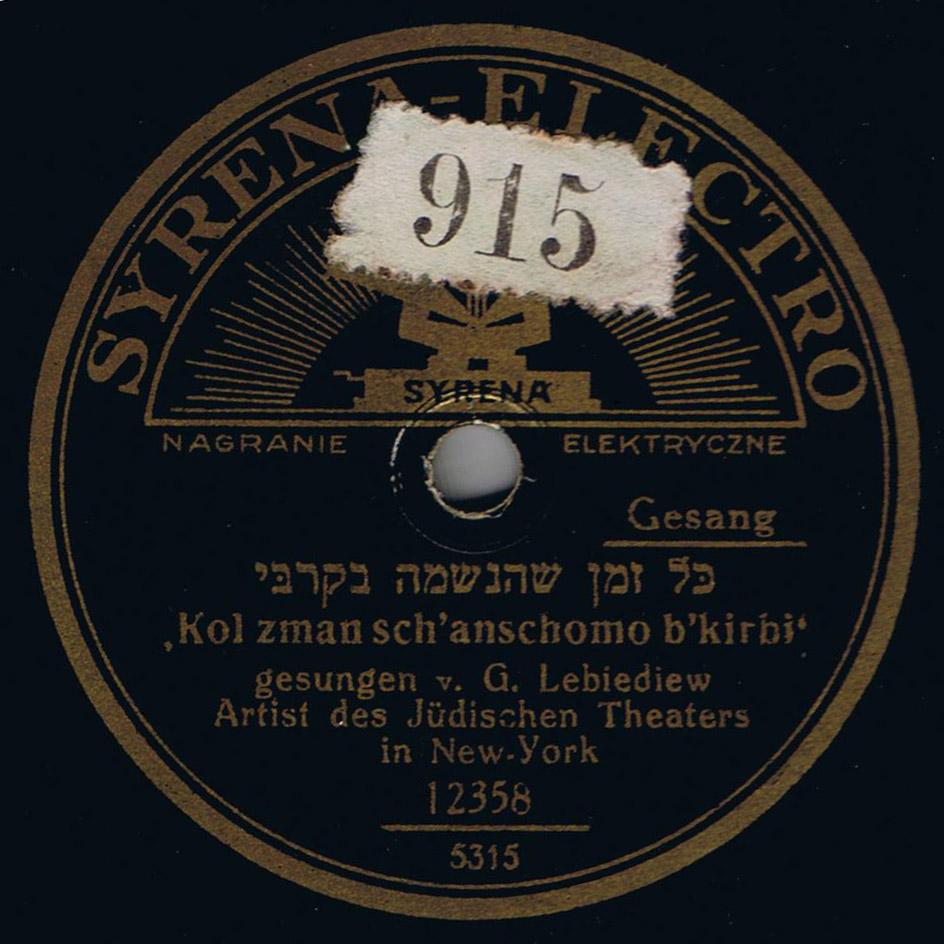 SYRENA-ELECTRO
915
SYRENA
NAGRANIE ELEKTRYCZNE
Gesang
כל זמן שהנשמה בקרבי
„Kol zman sch'anschomo b'kirbi“
gesungen v. G. Lebiediew
Artist des Jüdischen Theaters
in New-York
12358
5315